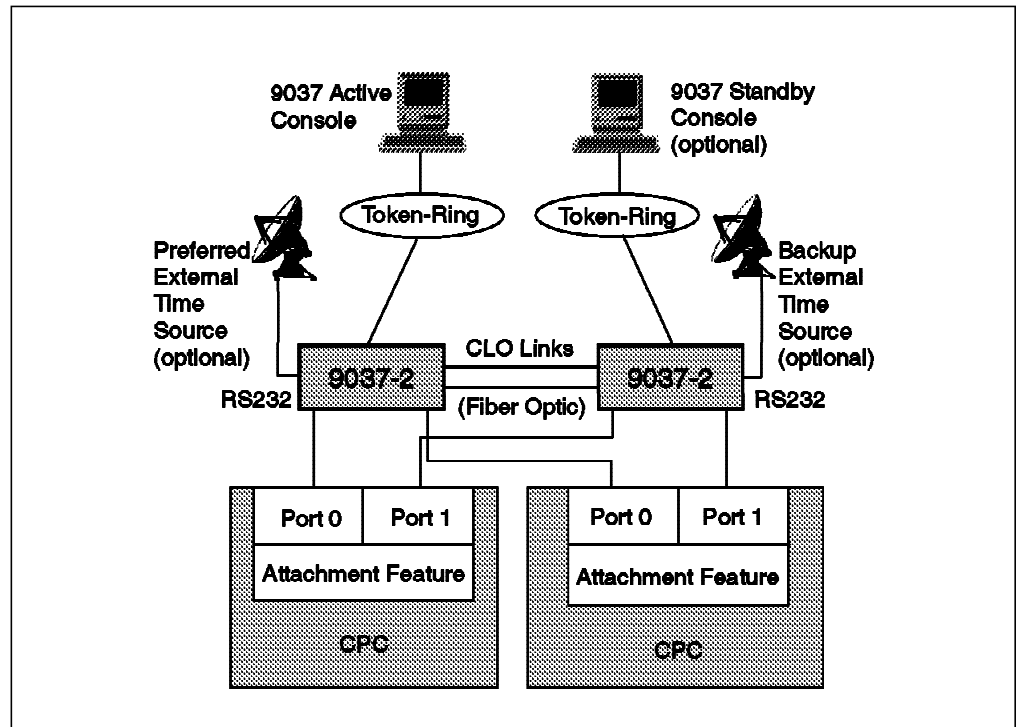 9037 Active
Console
9037 Standby
Console
(optional)
Token-Ring
Token-Ring
Preferred
External
Time
Source
(optional)
Backup
External
Time
Source
(optional)
CLO Links
9037-2
9037-2
(Fiber Optic)
RS232
RS232
Port 0
Port 1
Port 0
Port 1
Attachment Feature
Attachment Feature
CPC
CPC